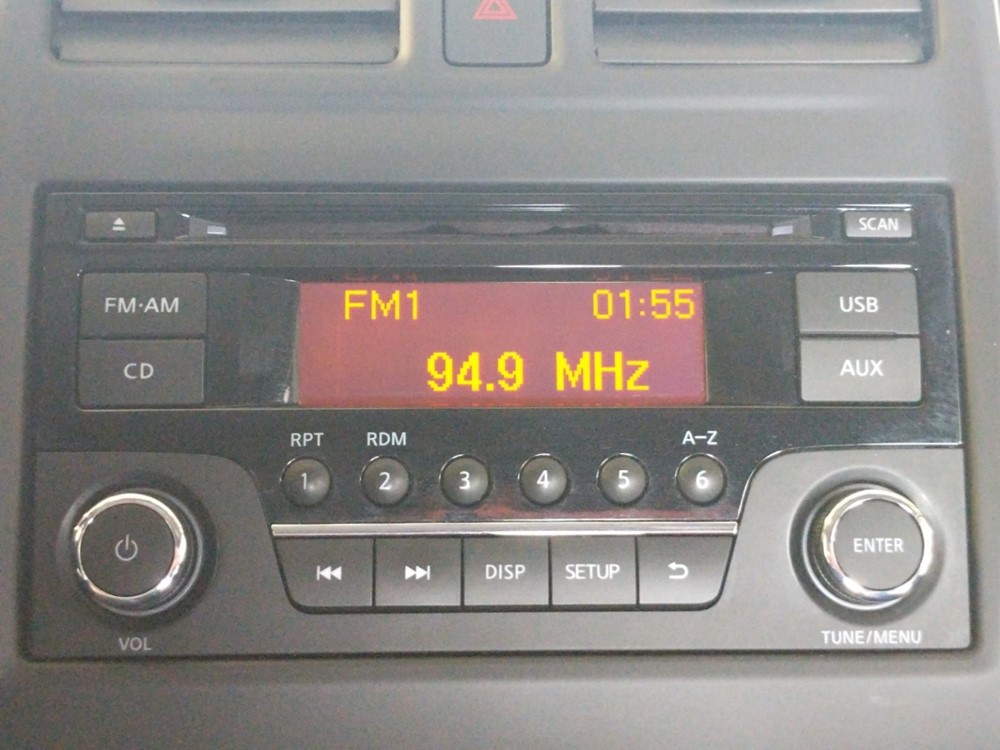 SCAN
FM·AM
FM1 01:55
USB
CD
94.9 MHz
AUX
RPT RDM A–Z
1 2 3 4 5 6
ENTER
DISP SETUP
VOL
TUNE/MENU